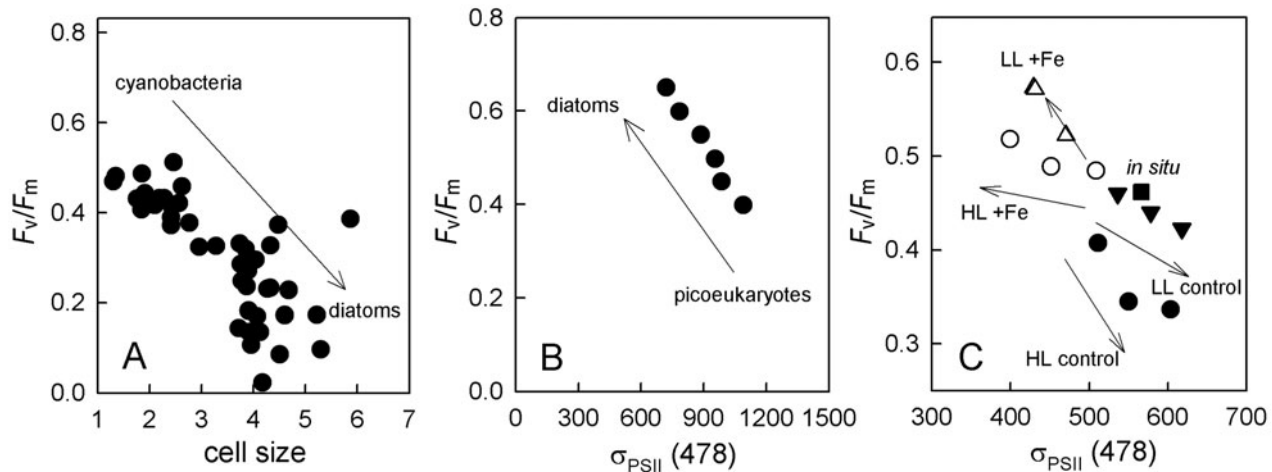 0.8
0.6
0.4
0.2
0.0
Fv/Fm
cyanobacteria
diatoms
A
1 2 3 4 5 6 7
cell size
0.8
0.6
0.4
0.2
0.0
Fv/Fm
diatoms
picoeukaryotes
B
0 300 600 900 1200 1500
σPSII (478)
0.6
0.5
0.4
0.3
Fv/Fm
LL +Fe
in situ
HL +Fe
LL control
HL control
C
300 400 500 600 700
σPSII (478)